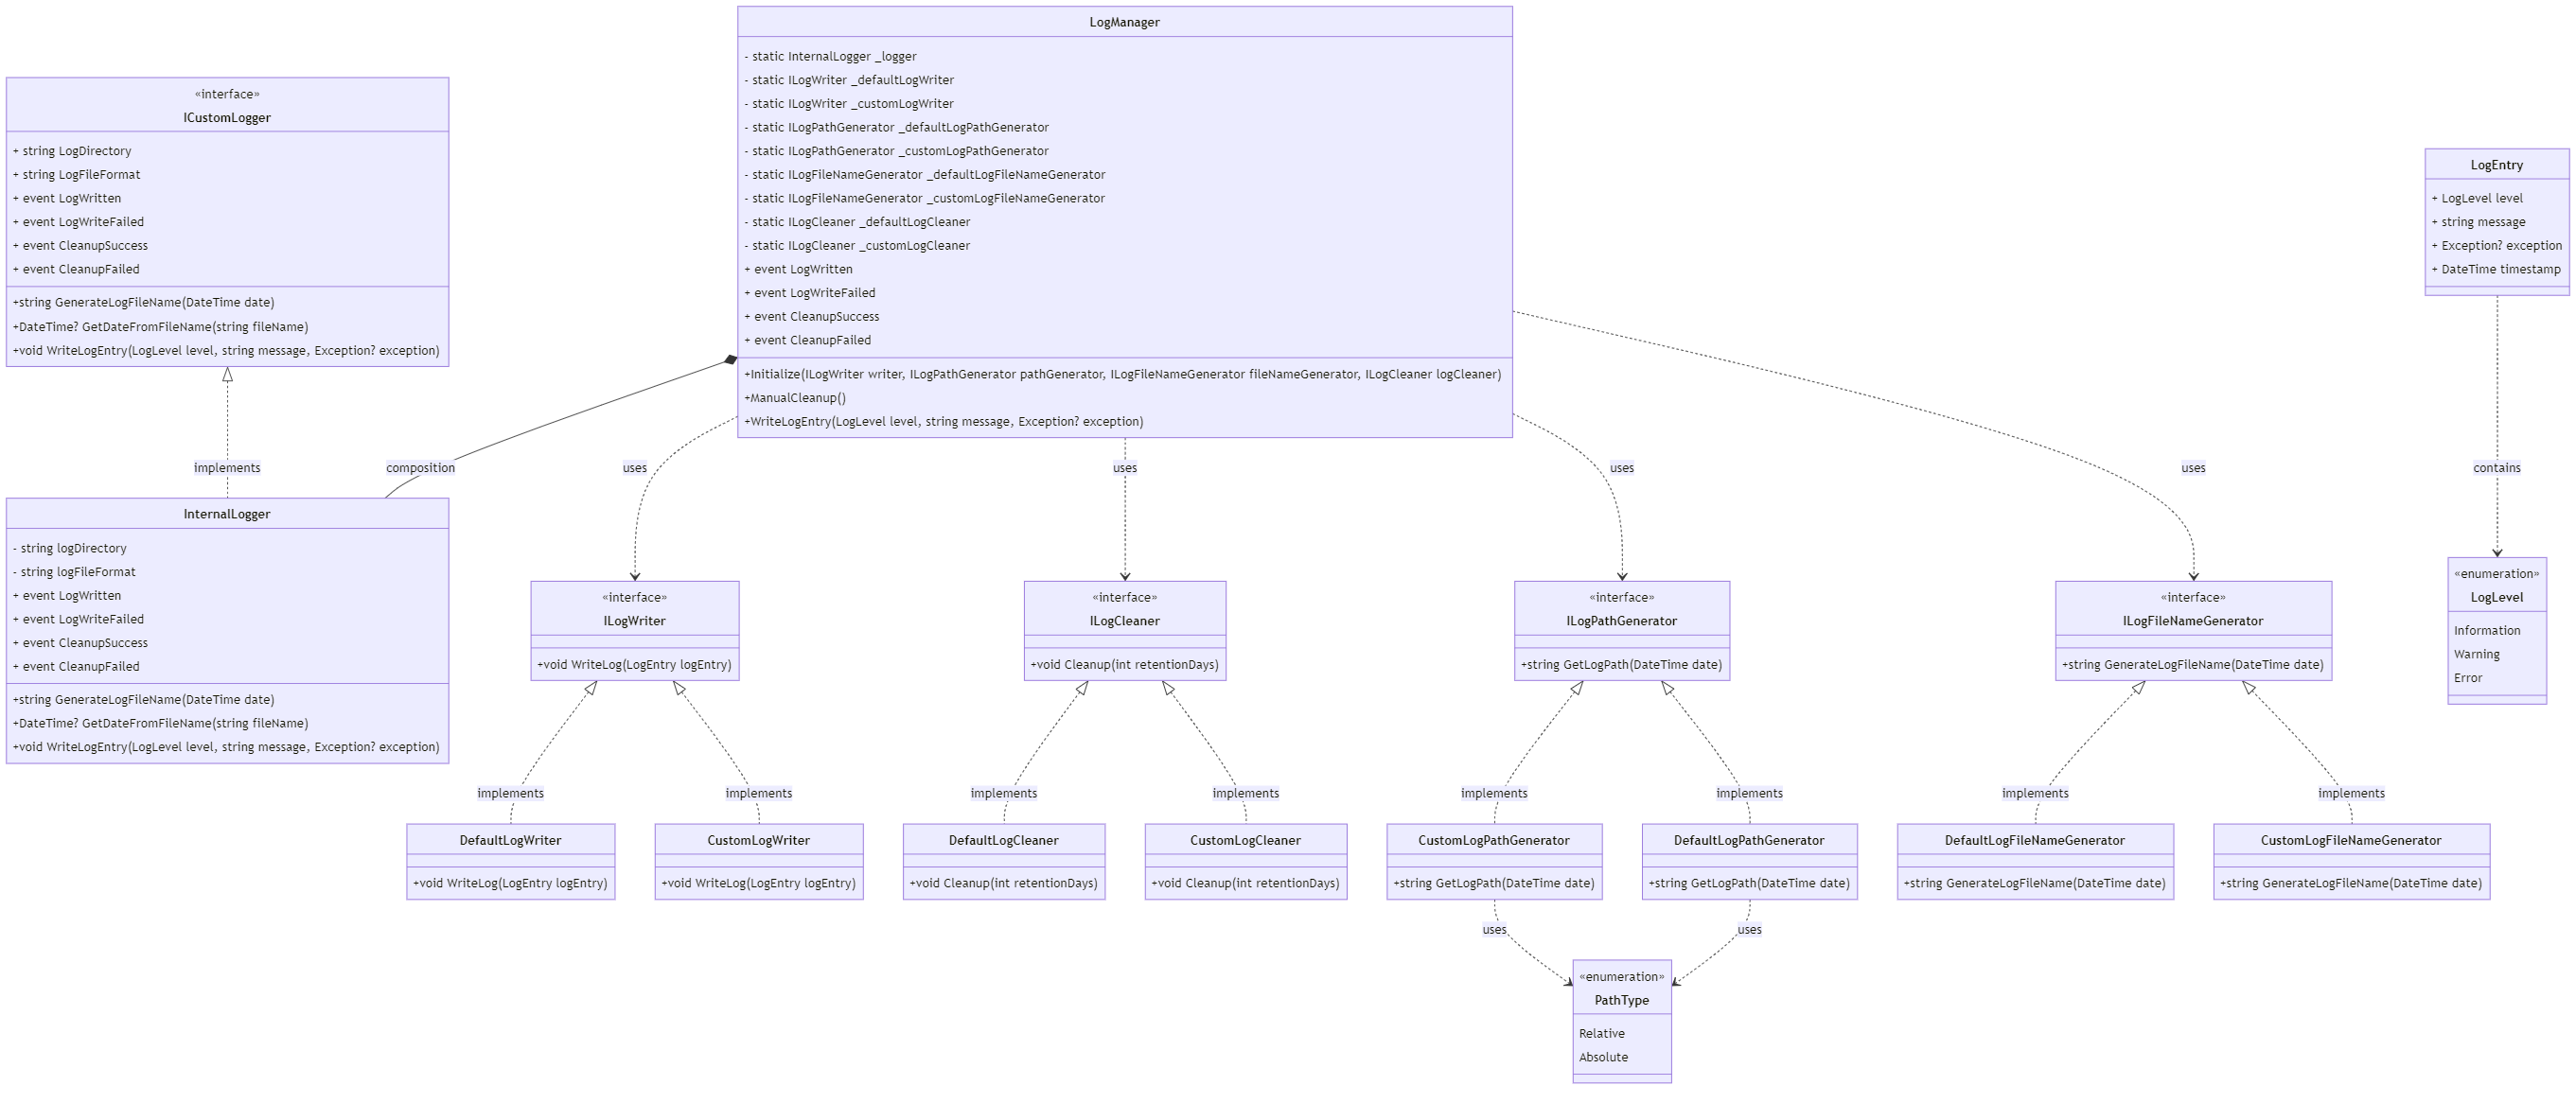 LogManager
- static InternalLogger _logger
- static ILogWriter _defaultLogWriter
- static ILogWriter _customLogWriter
- static ILogPathGenerator _defaultLogPathGenerator
- static ILogPathGenerator _customLogPathGenerator
- static ILogFileNameGenerator _defaultLogFileNameGenerator
- static ILogFileNameGenerator _customLogFileNameGenerator
- static ILogCleaner _defaultLogCleaner
- static ILogCleaner _customLogCleaner
+ event LogWritten
+ event LogWriteFailed
+ event CleanupSuccess
+ event CleanupFailed
+Initialize(ILogWriter writer, ILogPathGenerator pathGenerator, ILogFileNameGenerator fileNameGenerator, ILogCleaner logCleaner)
+ManualCleanup()
+WriteLogEntry(LogLevel level, string message, Exception? exception)
«interface»
ICustomLogger
+ string LogDirectory
+ string LogFileFormat
+ event LogWritten
+ event LogWriteFailed
+ event CleanupSuccess
+ event CleanupFailed
+string GenerateLogFileName(DateTime date)
+DateTime? GetDateFromFileName(string fileName)
+void WriteLogEntry(LogLevel level, string message, Exception? exception)
LogEntry
+ LogLevel level
+ string message
+ Exception? exception
+ DateTime timestamp
implements
composition
uses
uses
uses
uses
contains
InternalLogger
- string logDirectory
- string logFileFormat
+ event LogWritten
+ event LogWriteFailed
+ event CleanupSuccess
+ event CleanupFailed
+string GenerateLogFileName(DateTime date)
+DateTime? GetDateFromFileName(string fileName)
+void WriteLogEntry(LogLevel level, string message, Exception? exception)
«interface»
ILogWriter
+void WriteLog(LogEntry logEntry)
«interface»
ILogCleaner
+void Cleanup(int retentionDays)
«interface»
ILogPathGenerator
+string GetLogPath(DateTime date)
«interface»
ILogFileNameGenerator
+string GenerateLogFileName(DateTime date)
«enumeration»
LogLevel
Information
Warning
Error
implements
implements
implements
implements
implements
implements
implements
implements
DefaultLogWriter
+void WriteLog(LogEntry logEntry)
CustomLogWriter
+void WriteLog(LogEntry logEntry)
DefaultLogCleaner
+void Cleanup(int retentionDays)
CustomLogCleaner
+void Cleanup(int retentionDays)
CustomLogPathGenerator
+string GetLogPath(DateTime date)
DefaultLogPathGenerator
+string GetLogPath(DateTime date)
DefaultLogFileNameGenerator
+string GenerateLogFileName(DateTime date)
CustomLogFileNameGenerator
+string GenerateLogFileName(DateTime date)
uses
uses
«enumeration»
PathType
Relative
Absolute